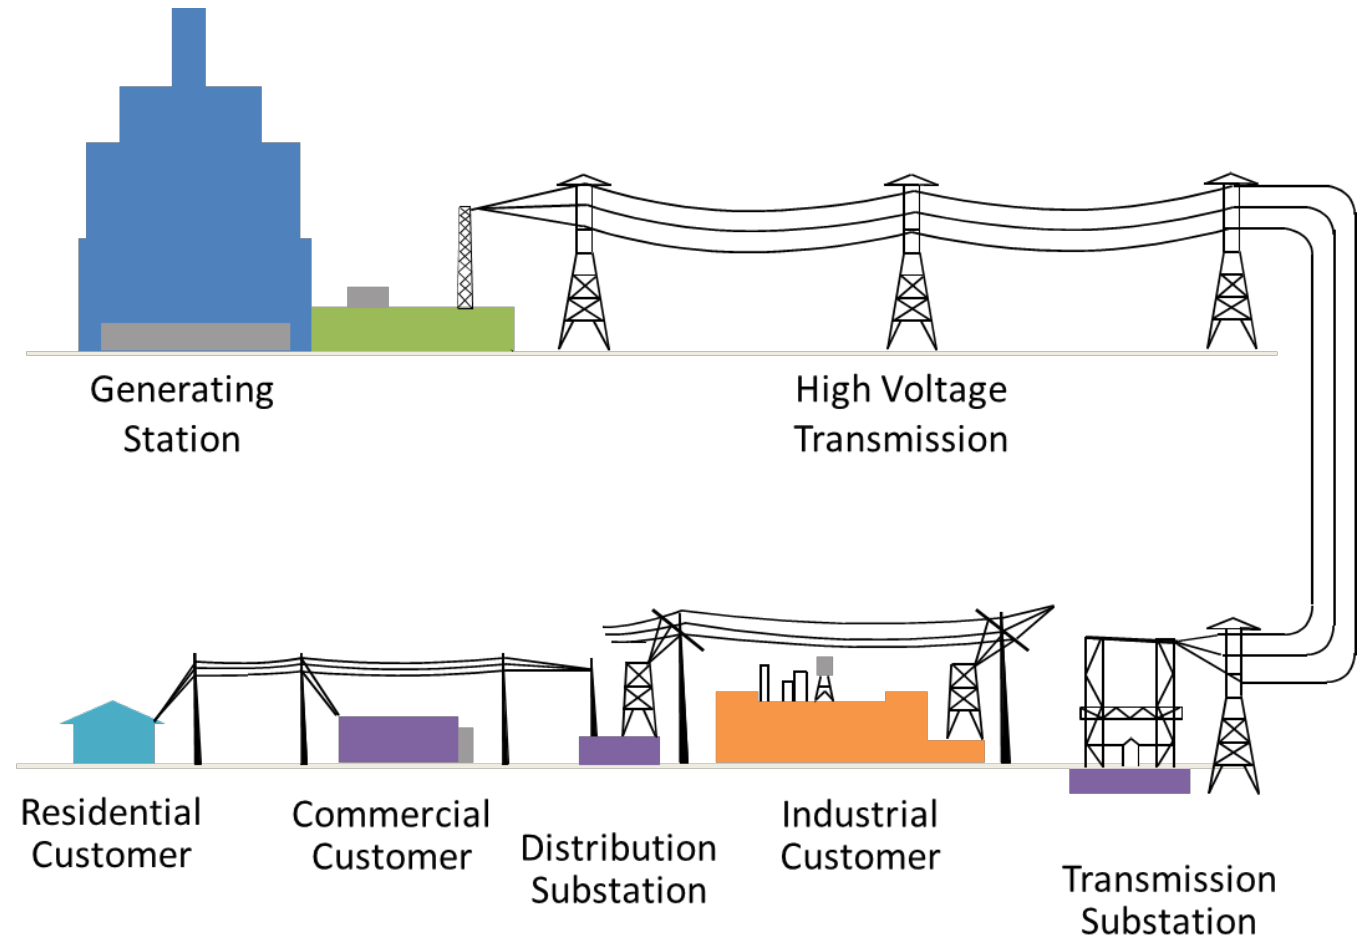 Generating
Station
High Voltage
Transmission
Residential
Customer
Commercial
Customer
Distribution
Substation
Industrial
Customer
Transmission
Substation